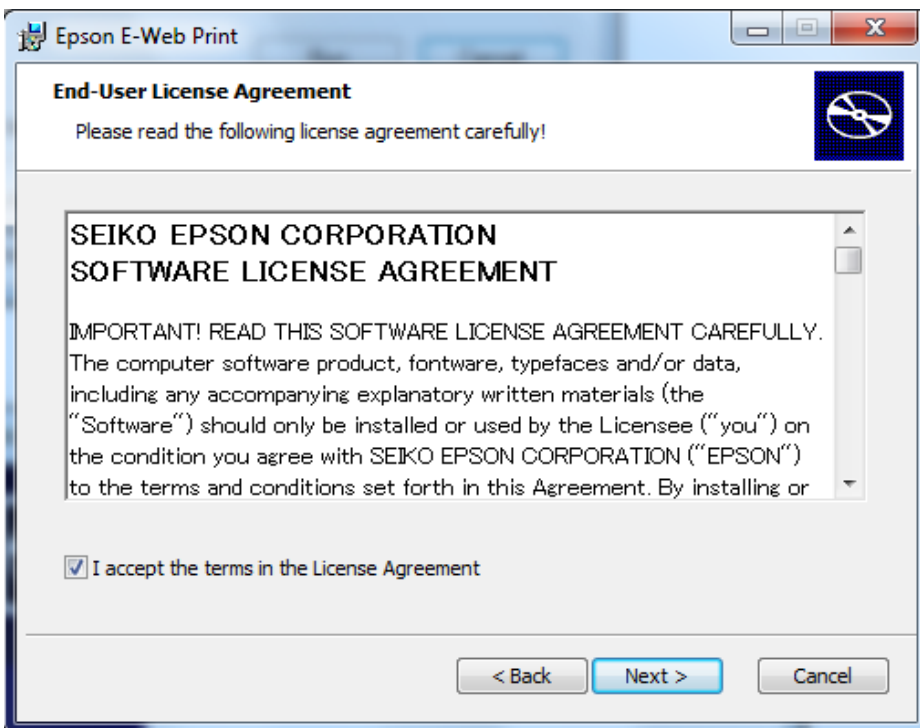 Epson E-Web Print
End-User License Agreement
Please read the following license agreement carefully!
SEIKO EPSON CORPORATION
SOFTWARE LICENSE AGREEMENT
IMPORTANT! READ THIS SOFTWARE LICENSE AGREEMENT CAREFULLY.
The computer software product, fontware, typefaces and/or data,
including any accompanying explanatory written materials (the
"Software") should only be installed or used by the Licensee ("you") on
the condition you agree with SEIKO EPSON CORPORATION ("EPSON")
to the terms and conditions set forth in this Agreement. By installing or
I accept the terms in the License Agreement
< Back Next > Cancel